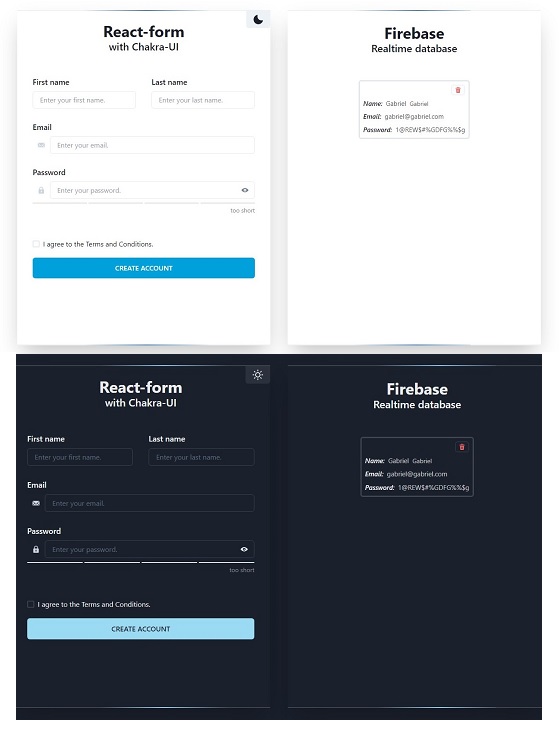 React-form
with Chakra-UI
First name
Last name
Enter your first name.
Enter your last name.
Email
Enter your email.
Password
Enter your password.
too short
I agree to the Terms and Conditions.
CREATE ACCOUNT
Firebase
Realtime database
Name: Gabriel Gabriel
Email: gabriel@gabriel.com
Password: 1@REW$#%GDFG%%$g
React-form
with Chakra-UI
First name
Last name
Enter your first name.
Enter your last name.
Email
Enter your email.
Password
Enter your password.
too short
I agree to the Terms and Conditions.
CREATE ACCOUNT
Firebase
Realtime database
Name: Gabriel Gabriel
Email: gabriel@gabriel.com
Password: 1@REW$#%GDFG%%$g